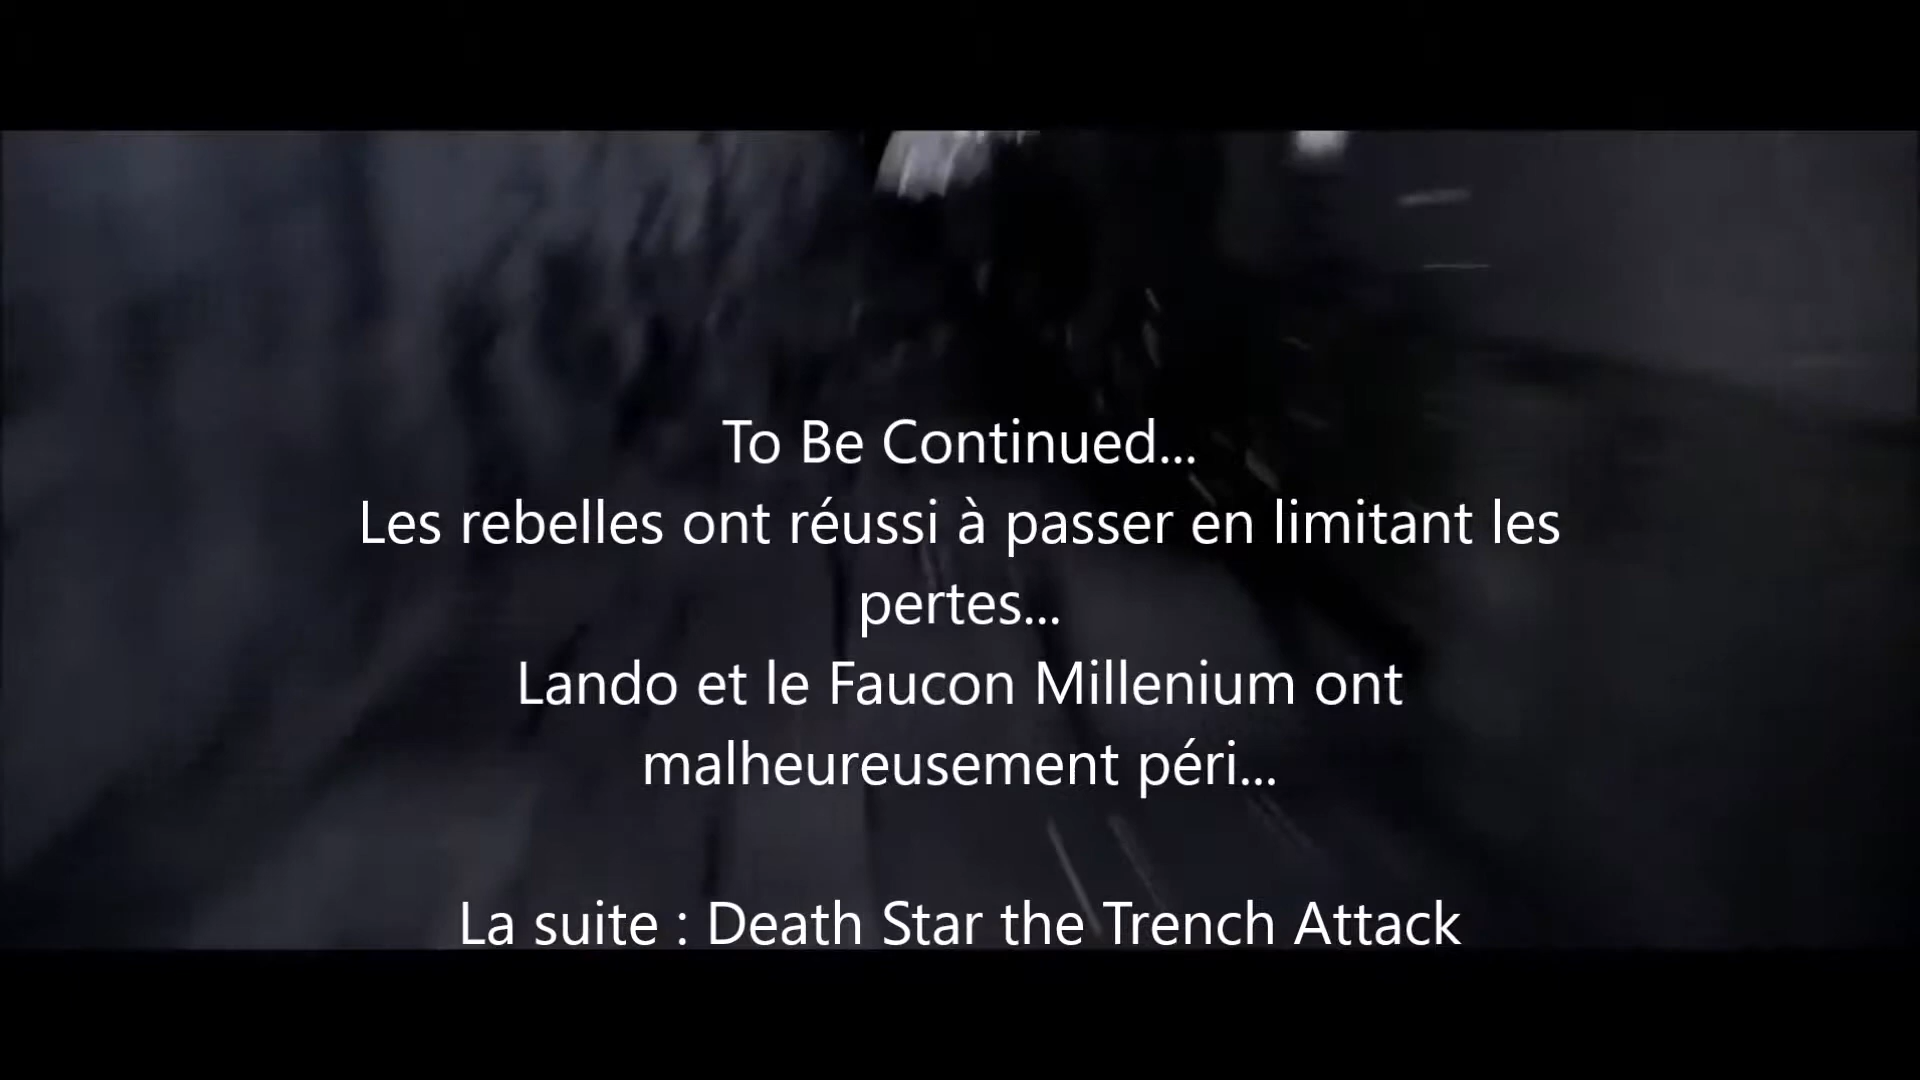 To Be Continued...
Les rebelles ont réussi à passer en limitant les
pertes...
Lando et le Faucon Millenium ont
malheureusement péri...
La suite : Death Star the Trench Attack